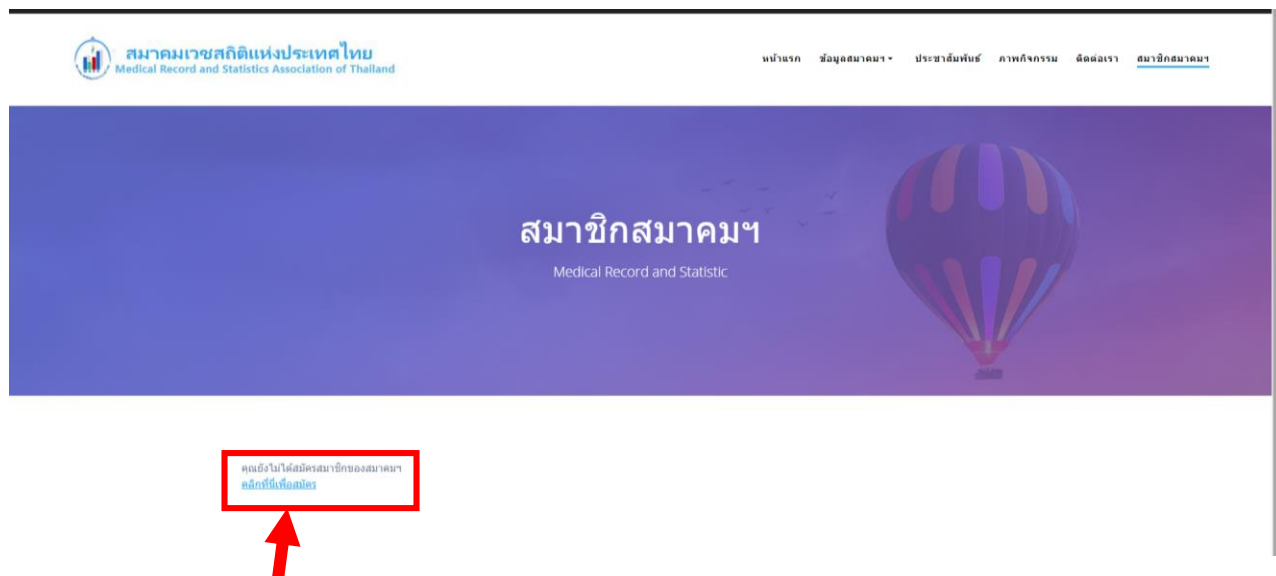 สมาคมเวชสถิติแห่งประเทศไทย
Medical Record and Statistics Association of Thailand
หน้าแรก ข้อมูลสมาคมฯ ประชาสัมพันธ์ ภาพกิจกรรม ติดต่อเรา สมาชิกสมาคมฯ
สมาชิกสมาคมฯ
Medical Record and Statistic
คุณยังไม่ได้สมัครสมาชิกของสมาคมฯ
คลิกที่นี่เพื่อสมัคร